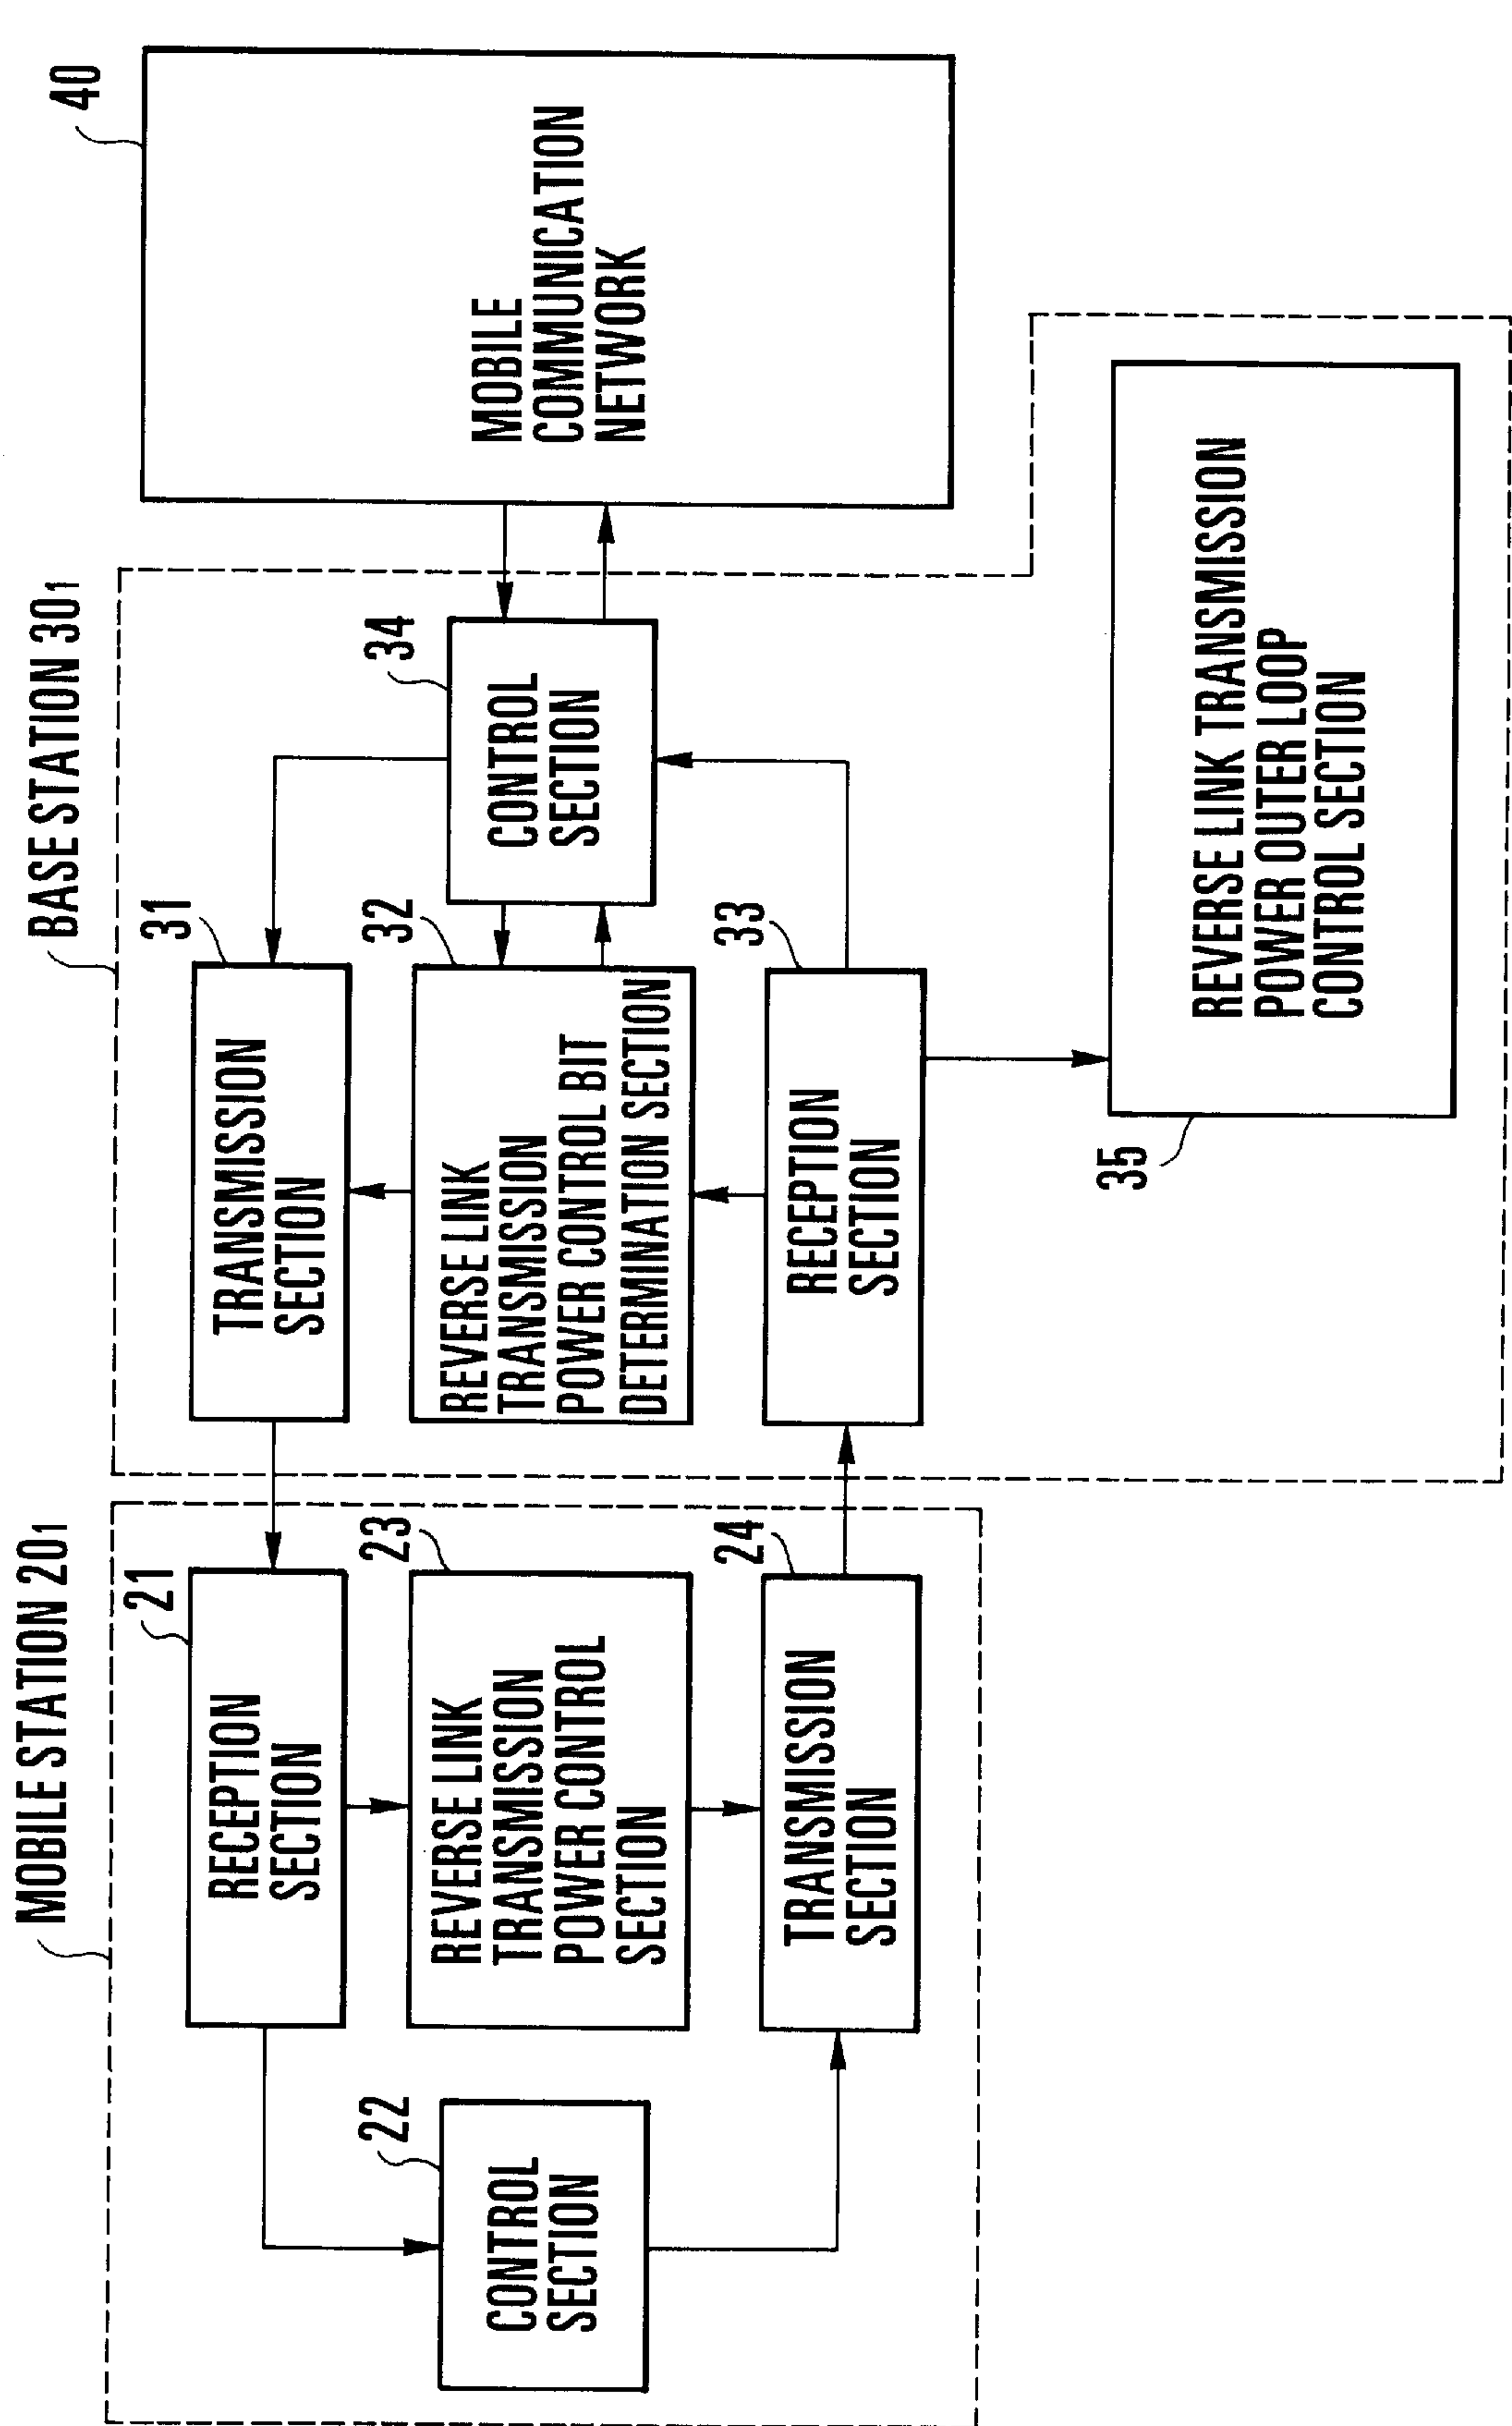 MOBILE STATION 20₁
21
RECEPTION
SECTION
22
CONTROL
SECTION
23
REVERSE LINK
TRANSMISSION
POWER CONTROL
SECTION
24
TRANSMISSION
SECTION
BASE STATION 30₁
31
TRANSMISSION
SECTION
32
REVERSE LINK
TRANSMISSION
POWER CONTROL BIT
DETERMINATION SECTION
33
RECEPTION
SECTION
34
CONTROL
SECTION
35
REVERSE LINK TRANSMISSION
POWER OUTER LOOP
CONTROL SECTION
40
MOBILE
COMMUNICATION
NETWORK